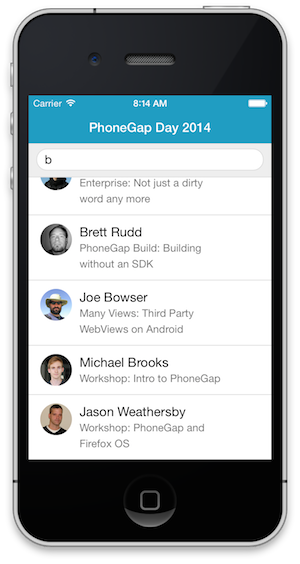 Carrier 8:14 AM
PhoneGap Day 2014
b
Enterprise: Not just a dirty
word any more
Brett Rudd
PhoneGap Build: Building
without an SDK
Joe Bowser
Many Views: Third Party
WebViews on Android
Michael Brooks
Workshop: Intro to PhoneGap
Jason Weathersby
Workshop: PhoneGap and
Firefox OS